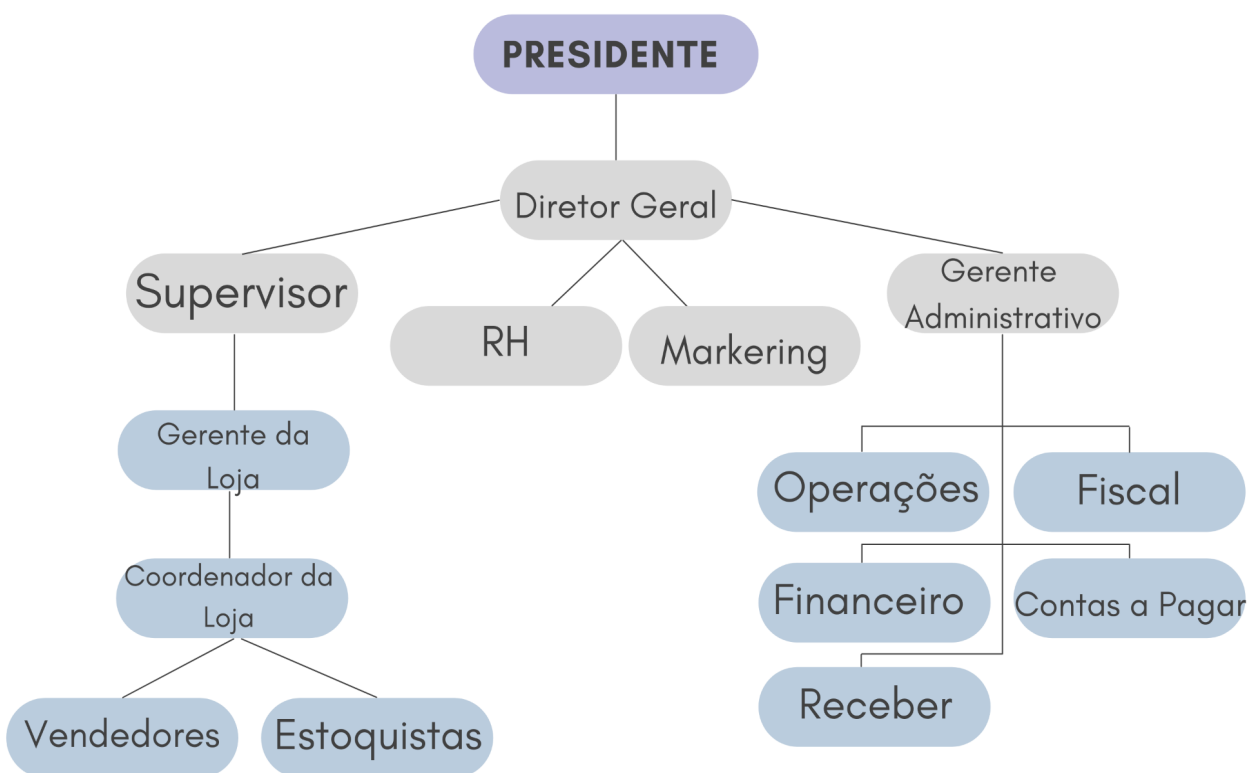 PRESIDENTE
Diretor Geral
Supervisor
RH
Markering
Gerente
Administrativo
Gerente da
Loja
Operações
Fiscal
Coordenador da
Loja
Financeiro
Contas a Pagar
Vendedores
Estoquistas
Receber